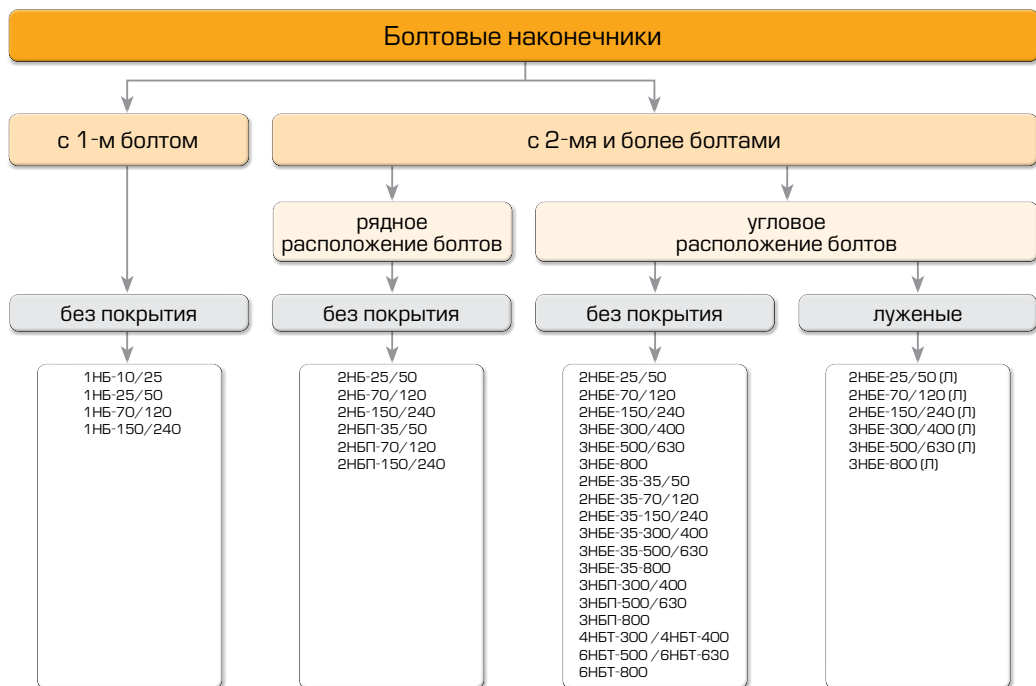 Болтовые наконечники
с 1-м болтом
с 2-мя и более болтами
рядное
расположение болтов
угловое
расположение болтов
без покрытия
без покрытия
без покрытия
луженые
1НБ-10/25
1НБ-25/50
1НБ-70/120
1НБ-150/240
2НБ-25/50
2НБ-70/120
2НБ-150/240
2НБП-35/50
2НБП-70/120
2НБП-150/240
2НБЕ-25/50
2НБЕ-70/120
2НБЕ-150/240
3НБЕ-300/400
3НБЕ-500/630
3НБЕ-800
2НБЕ-35-35/50
2НБЕ-35-70/120
2НБЕ-35-150/240
3НБЕ-35-300/400
3НБЕ-35-500/630
3НБЕ-35-800
3НБП-300/400
3НБП-500/630
3НБП-800
4НБТ-300 /4НБТ-400
6НБТ-500 /6НБТ-630
6НБТ-800
2НБЕ-25/50 (Л)
2НБЕ-70/120 (Л)
2НБЕ-150/240 (Л)
3НБЕ-300/400 (Л)
3НБЕ-500/630 (Л)
3НБЕ-800 (Л)